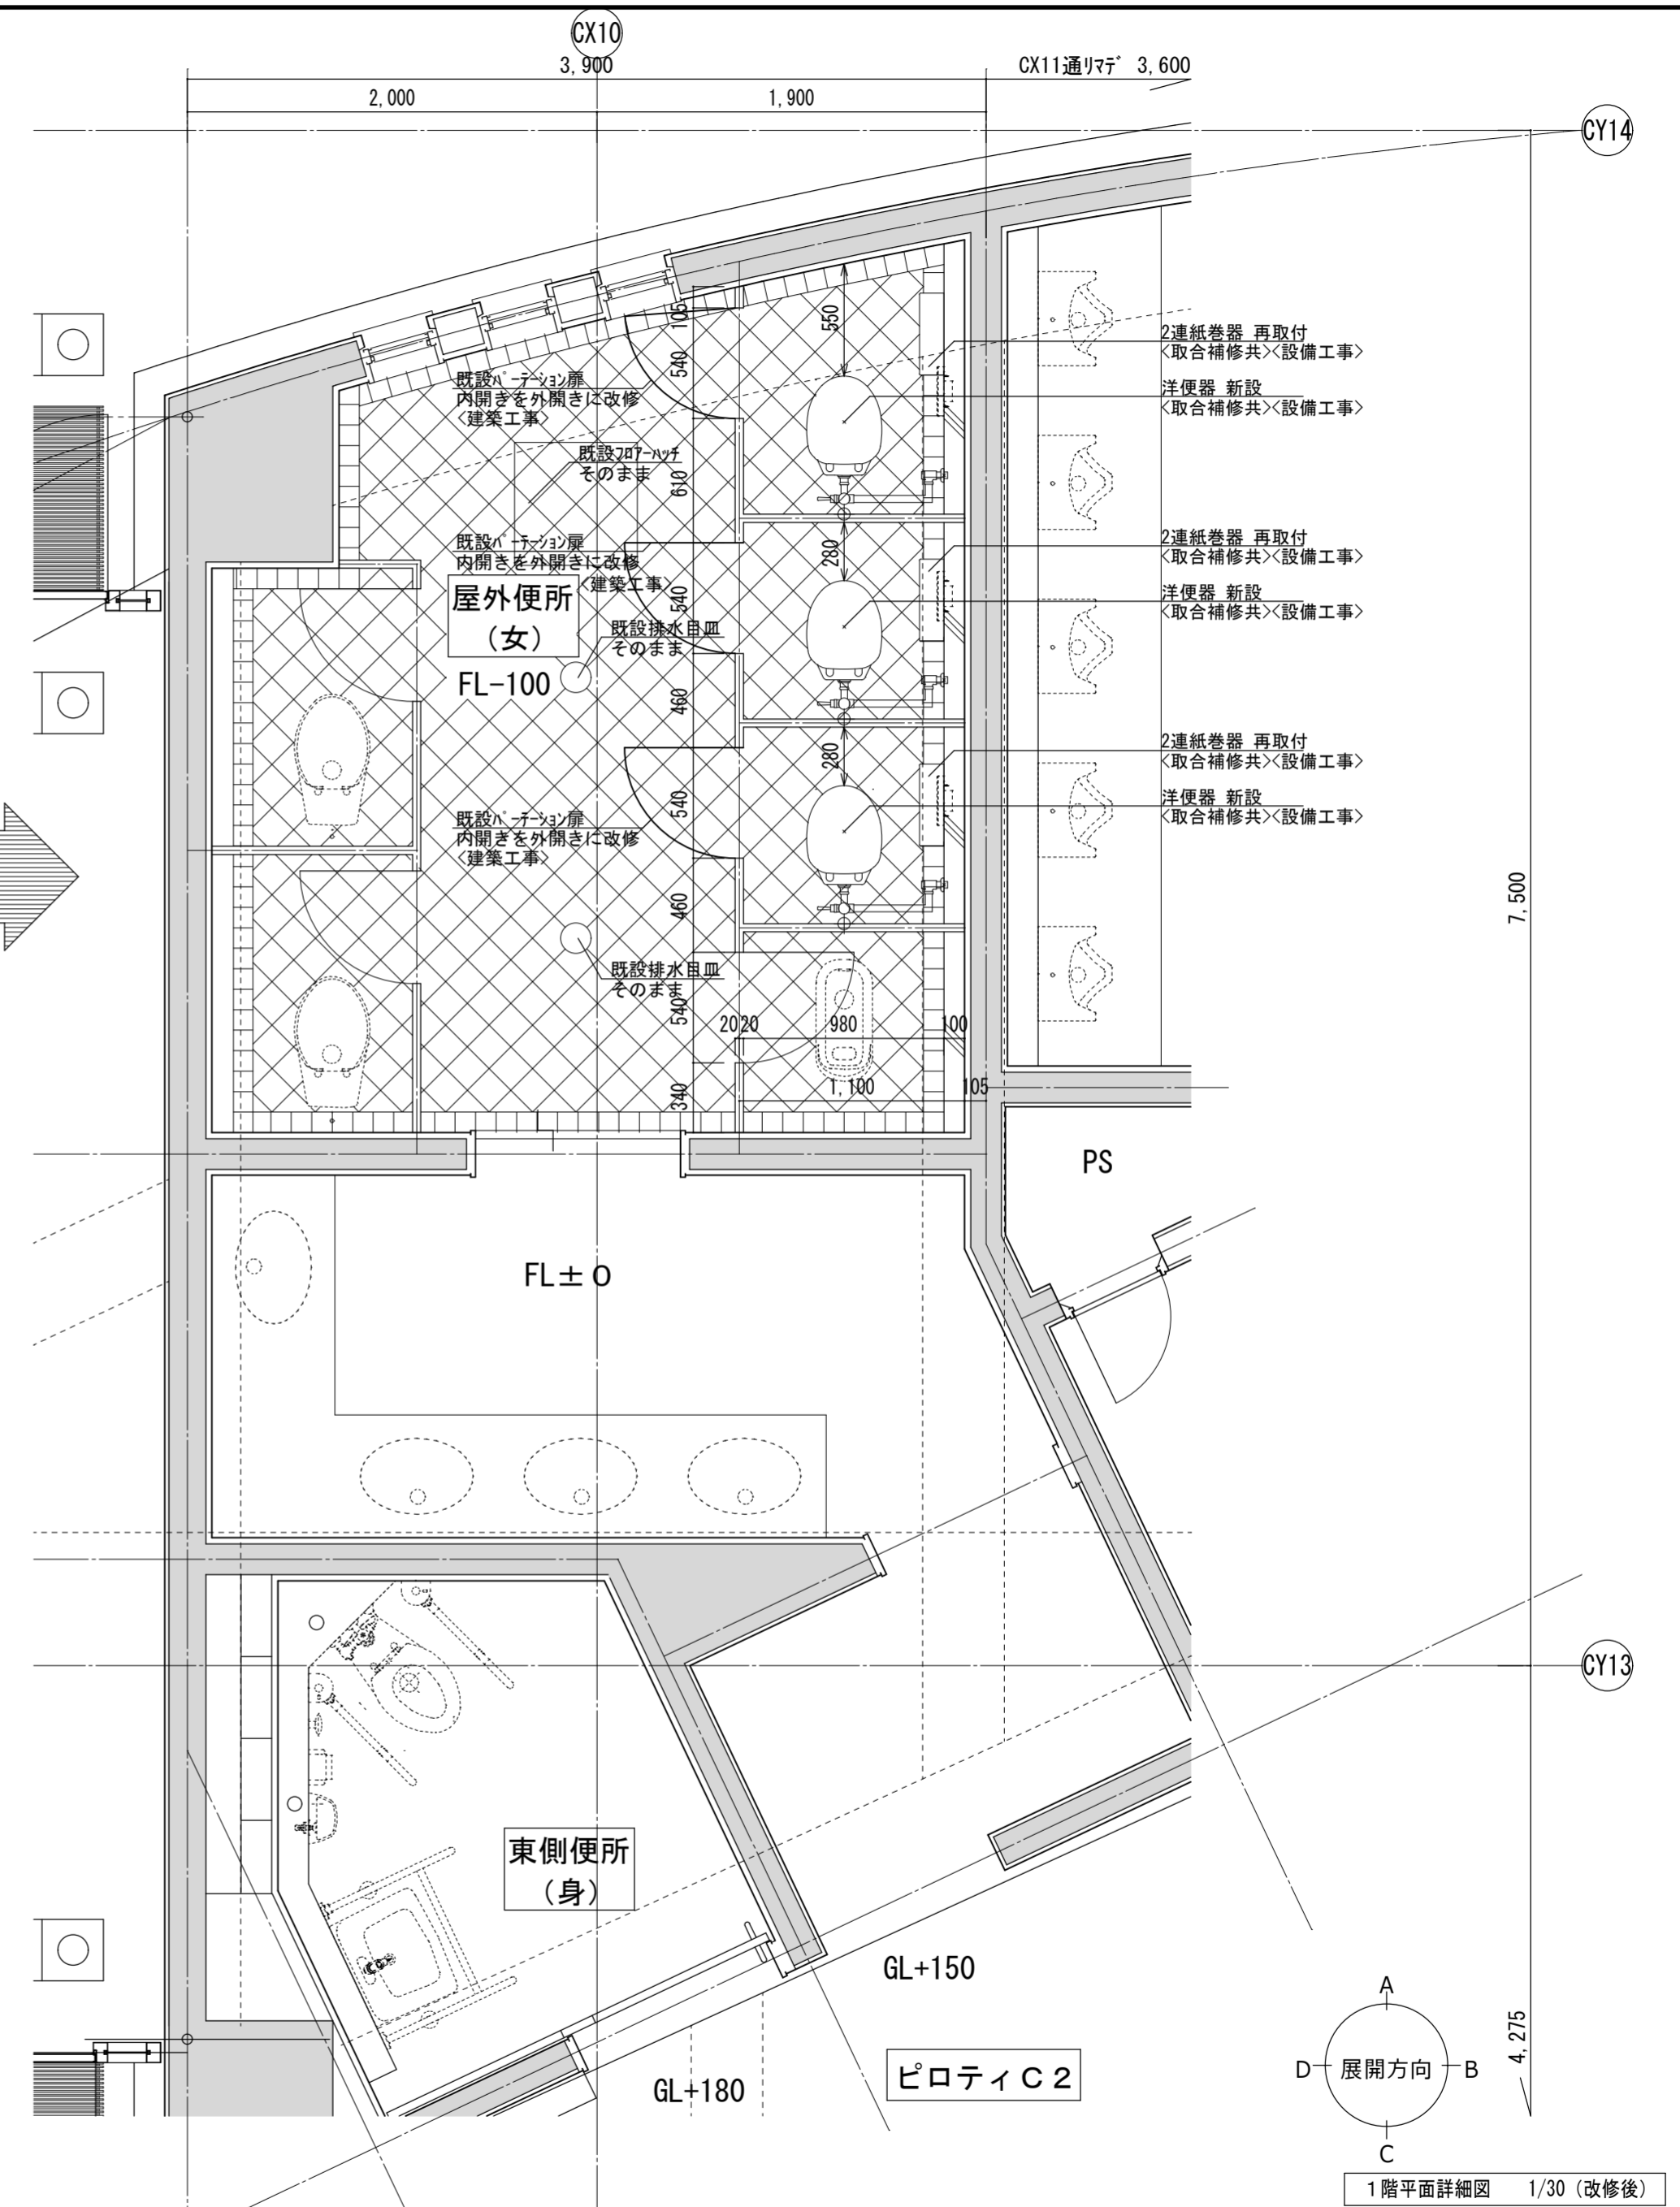 CX10
3,900
CX11通リマデ 3,600
2,000
1,900
CY14
105
550
540
2連紙巻器 再取付
<取合補修共><設備工事>
既設パーテーション扉
内開きを外開きに改修
<建築工事>
洋便器 新設
<取合補修共><設備工事>
既設フロアーハッチ
そのまま
610
既設パーテーション扉
内開きを外開きに改修
<建築工事>
280
2連紙巻器 再取付
<取合補修共><設備工事>
屋外便所
(女)
540
洋便器 新設
<取合補修共><設備工事>
既設排水目皿
そのまま
FL-100
460
280
2連紙巻器 再取付
<取合補修共><設備工事>
540
既設パーテーション扉
内開きを外開きに改修
<建築工事>
洋便器 新設
<取合補修共><設備工事>
460
7,500
既設排水目皿
そのまま
540
2020
980
100
340
1,100
105
PS
FL±0
CY13
東側便所
(身)
GL+150
GL+180
ピロティC2
4,275
A
D
展開方向
B
C
1階平面詳細図 1/30 (改修後)